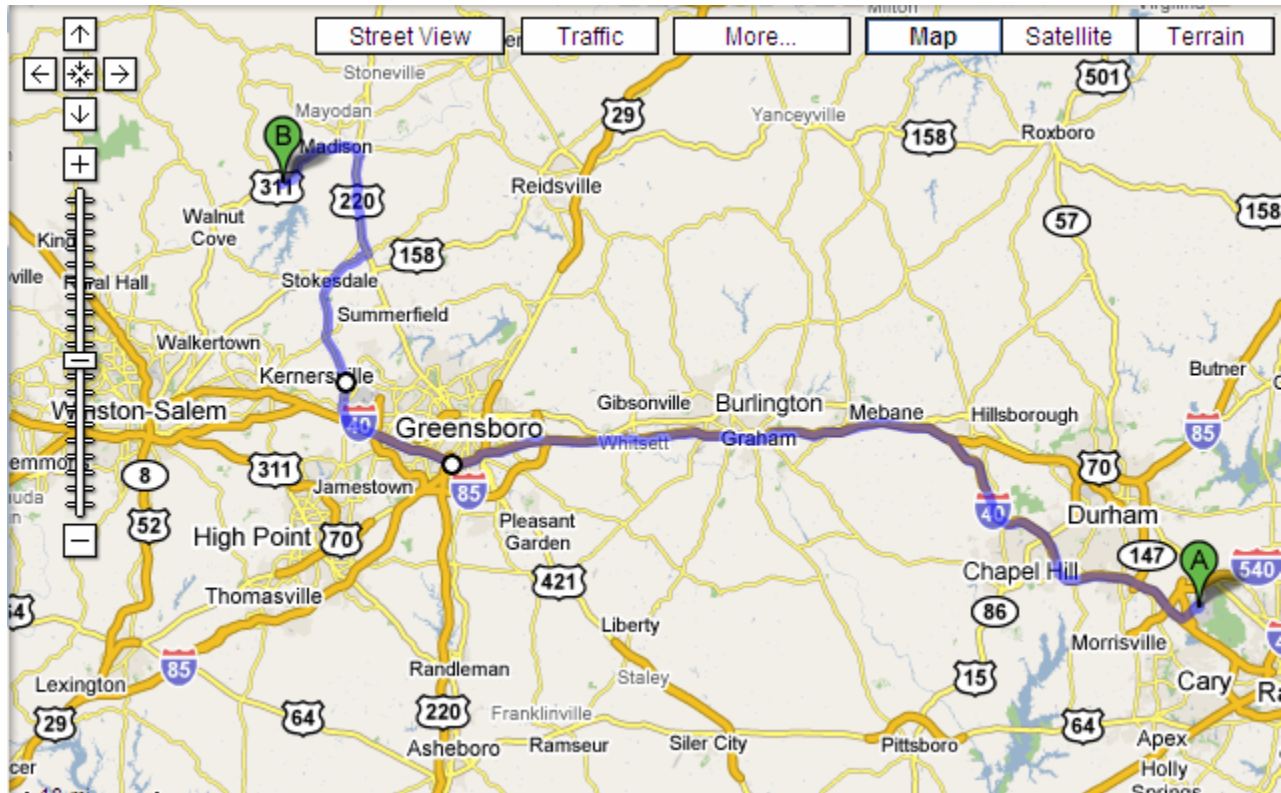 Street View
Traffic
More...
Map
Satellite
Terrain
Stoneville
29
501
Mayodan
Yanceyville
158
Roxboro
B
Madison
311
220
Reidsville
158
57
Walnut
Cove
158
Stokesdale
Summerfield
Walkertown
Kernersville
Butner
Winston-Salem
40
Greensboro
Gibsonville
Burlington
Mebane
Hillsborough
85
Whitsett
Graham
8
311
70
Jamestown
85
40
Durham
52
High Point
70
Pleasant
Garden
147
A
540
Chapel Hill
421
Thomasville
86
Liberty
Morrisville
85
Randleman
Staley
15
Cary
Lexington
29
64
220
Franklinville
64
Asheboro
Ramseur
Siler City
Pittsboro
Apex
Holly
Springs